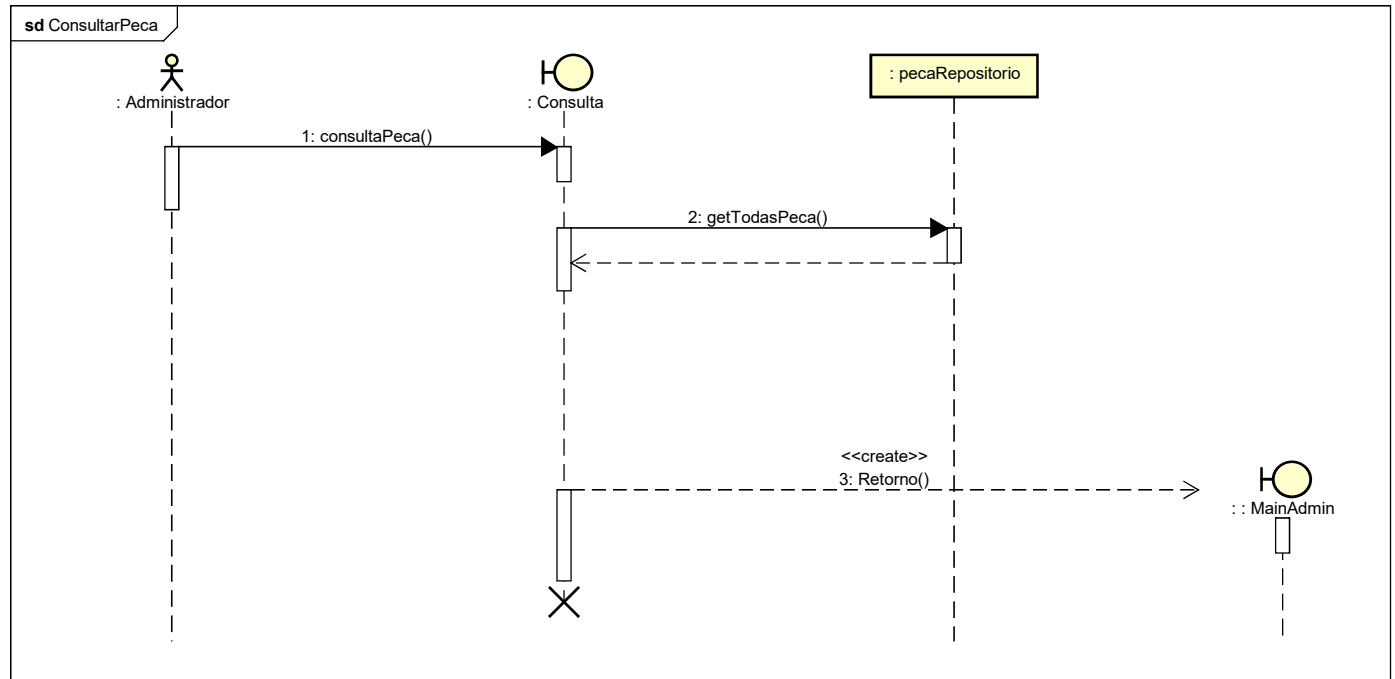 sd ConsultarPeca
: Administrador
: Consulta
: pecaRepositorio
1: consultaPeca()
2: getTodasPeca()
<<create>>
3: Retorno()
: : MainAdmin